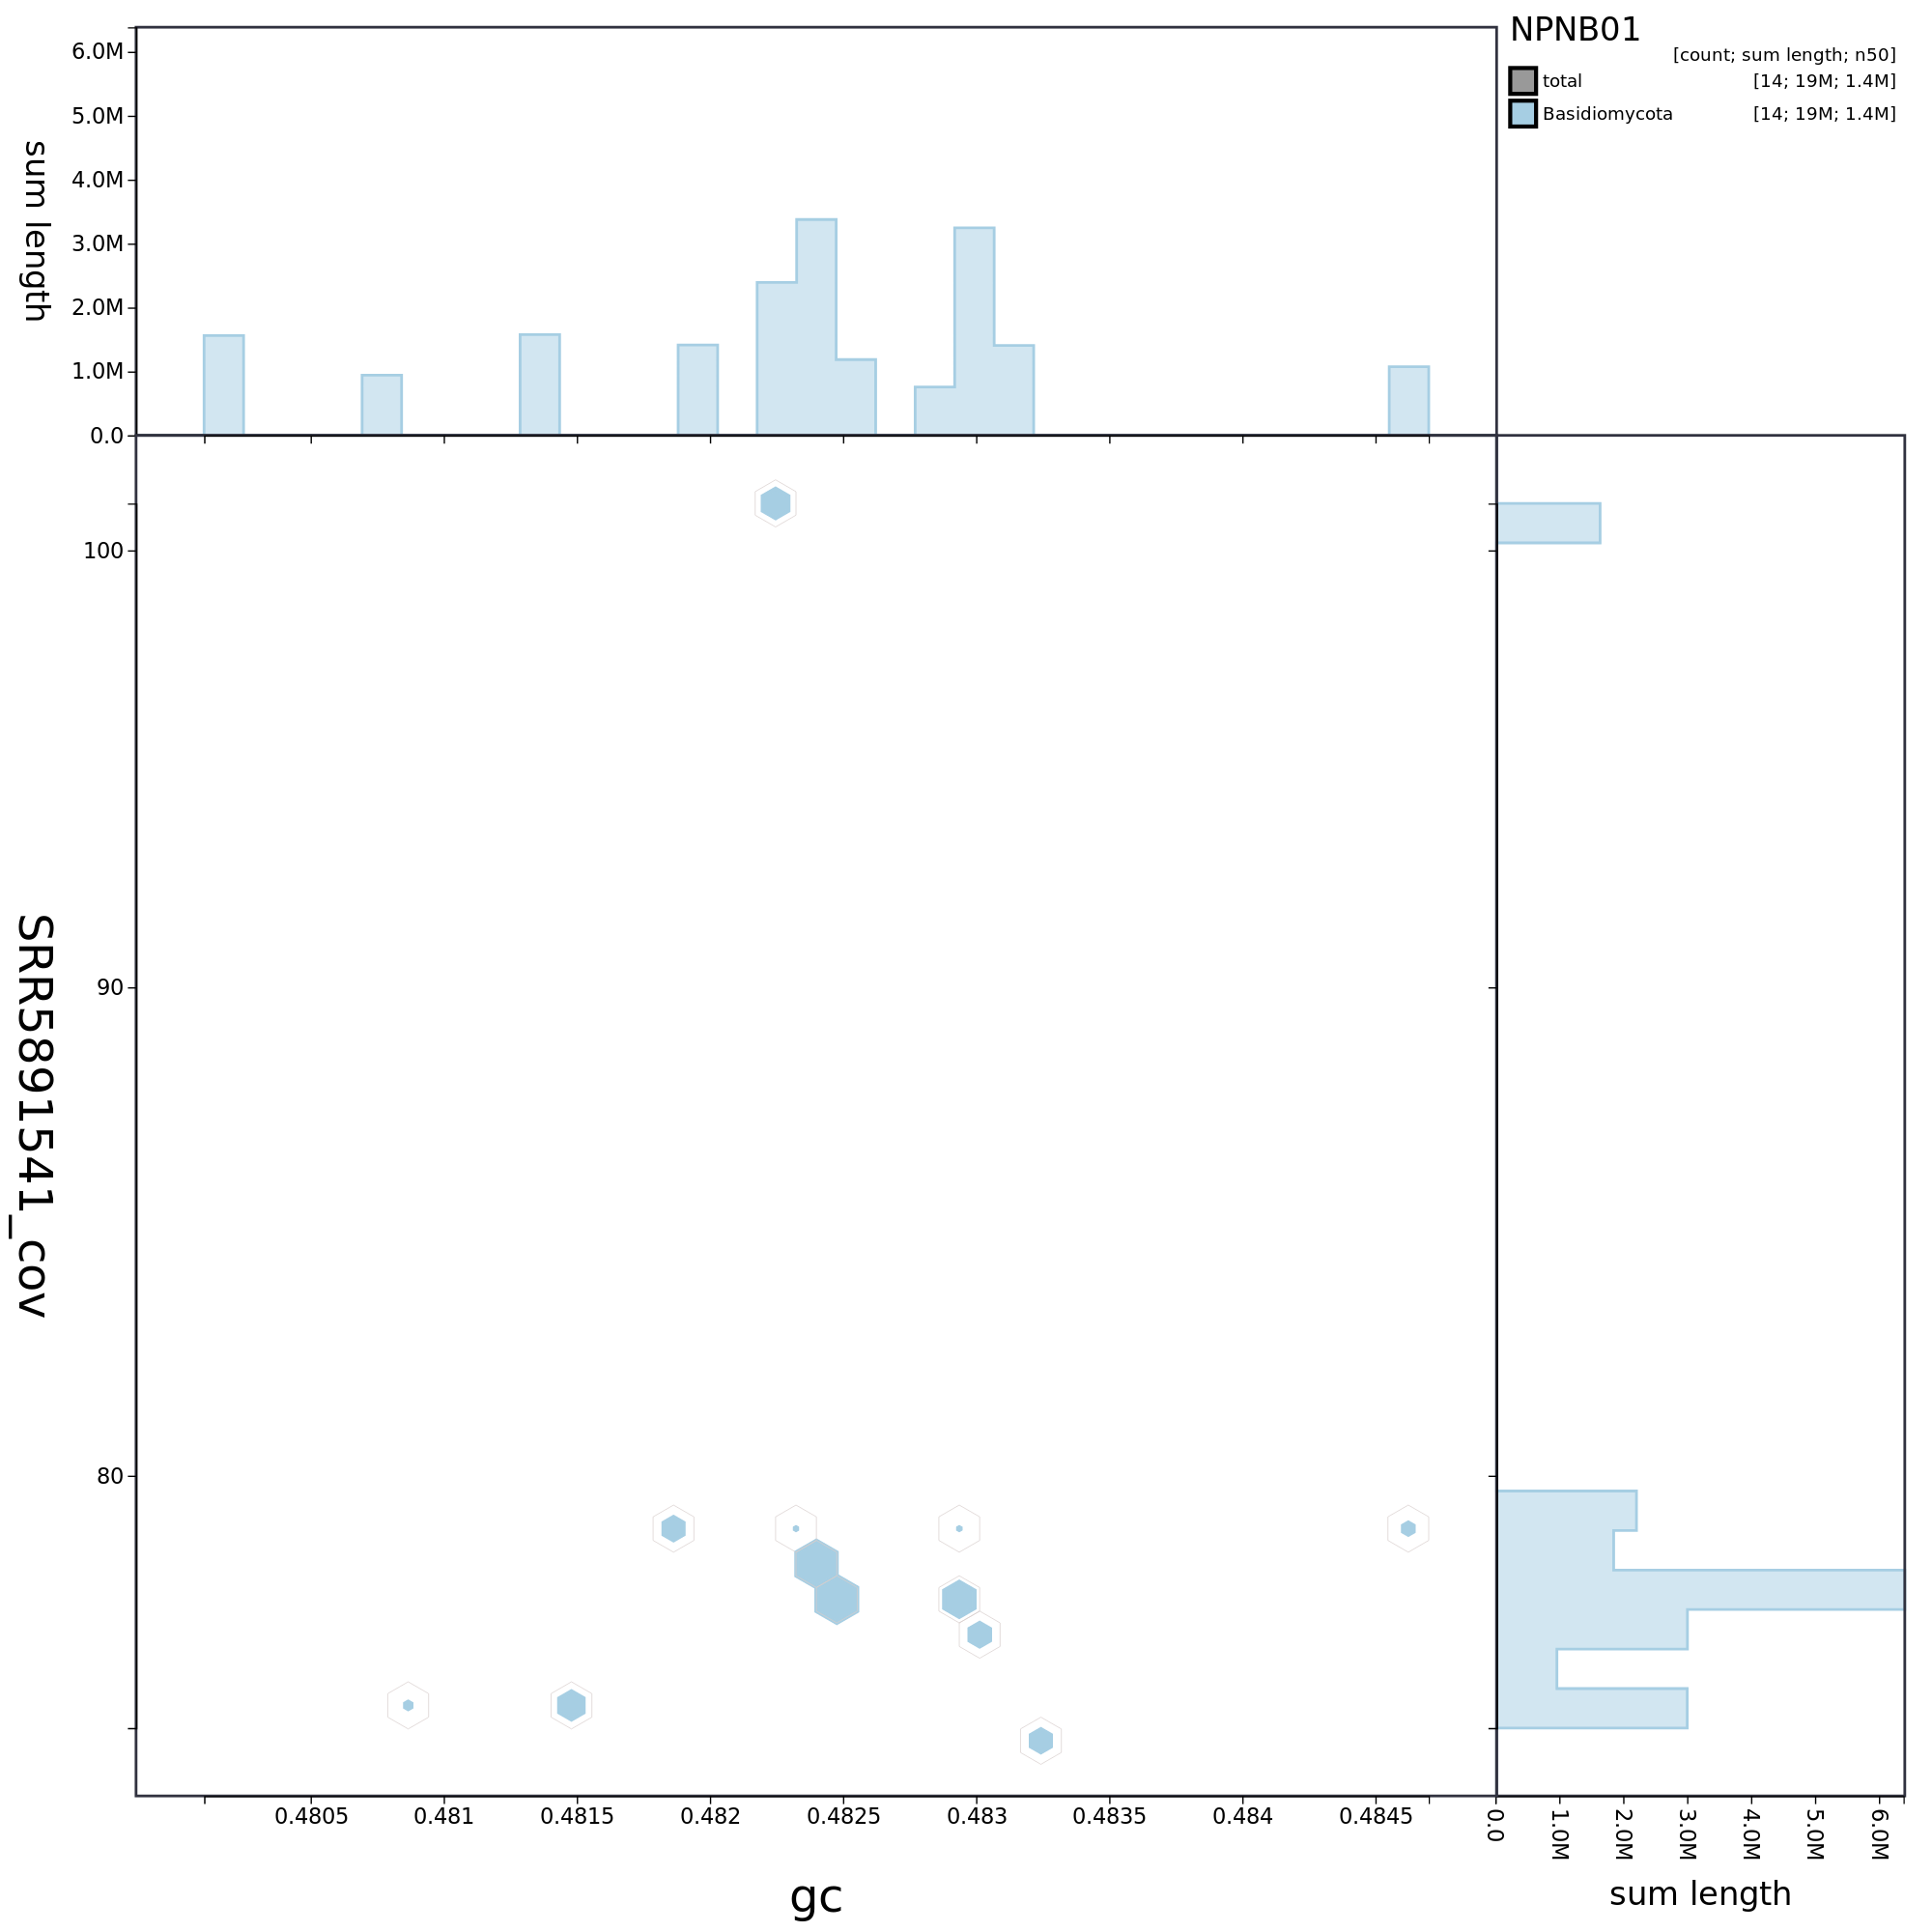 NPNB01
[count; sum length; n50]
total [14; 19M; 1.4M]
Basidiomycota [14; 19M; 1.4M]
sum length
6.0M
5.0M
4.0M
3.0M
2.0M
1.0M
0.0
SRR5891541_cov
100
90
80
0.4805 0.481 0.4815 0.482 0.4825 0.483 0.4835 0.484 0.4845
gc
0.0 1.0M 2.0M 3.0M 4.0M 5.0M 6.0M
sum length